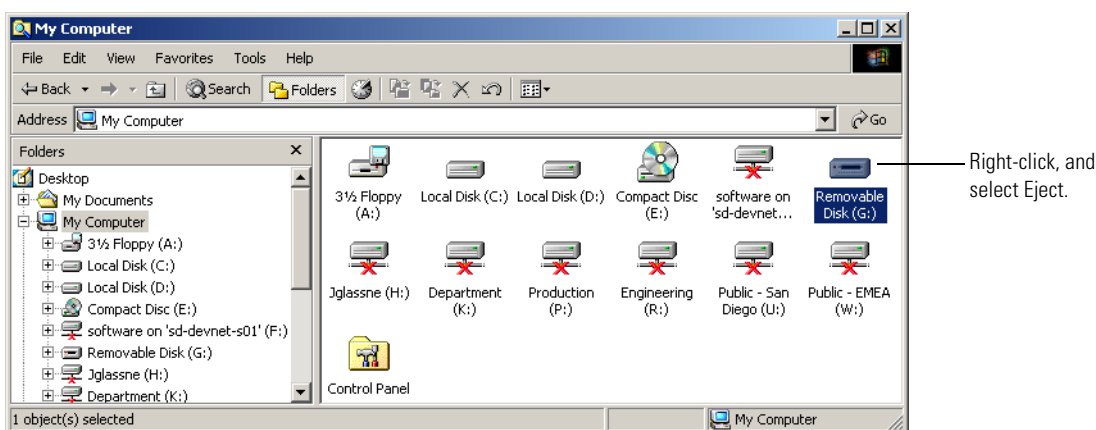 My Computer
File Edit View Favorites Tools Help
Back Search Folders
Address My Computer Go
Folders
Desktop
My Documents
My Computer
3½ Floppy (A:)
Local Disk (C:)
Local Disk (D:)
Compact Disc (E:)
software on 'sd-devnet-s01' (F:)
Removable Disk (G:)
Jglassne (H:)
Department (K:)
3½ Floppy
(A:)
Local Disk (C:)
Local Disk (D:)
Compact Disc
(E:)
software on
'sd-devnet...
Removable
Disk (G:)
Jglassne (H:)
Department
(K:)
Production
(P:)
Engineering
(R:)
Public - San
Diego (U:)
Public - EMEA
(W:)
Control Panel
1 object(s) selected
My Computer
Right-click, and
select Eject.